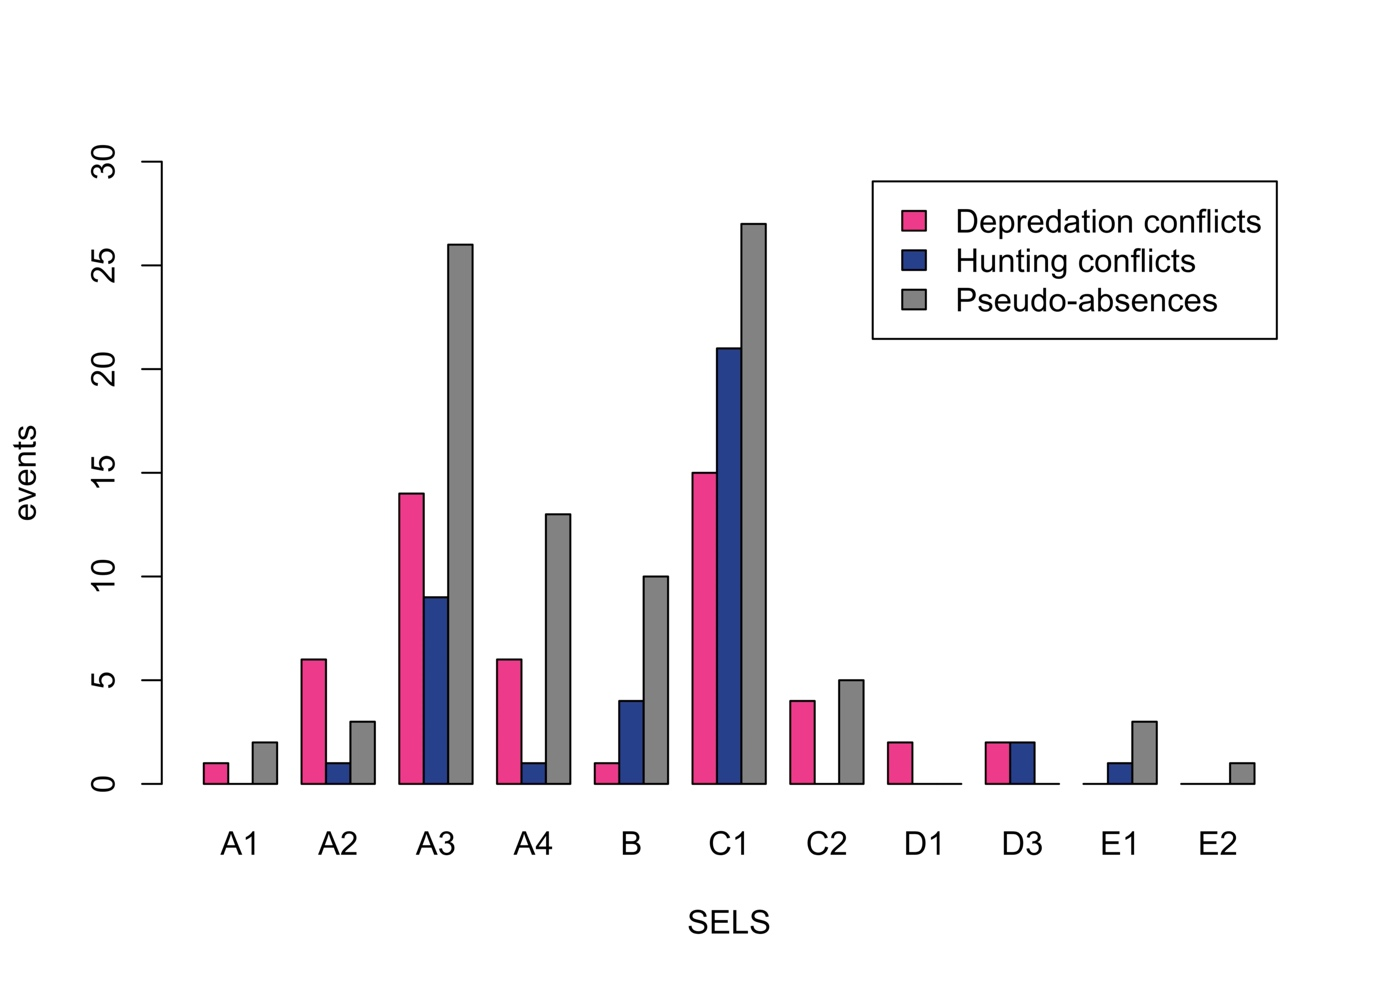 30
25
20
15
10
5
0
events
Depredation conflicts
Hunting conflicts
Pseudo-absences
A1 A2 A3 A4 B C1 C2 D1 D3 E1 E2
SELS